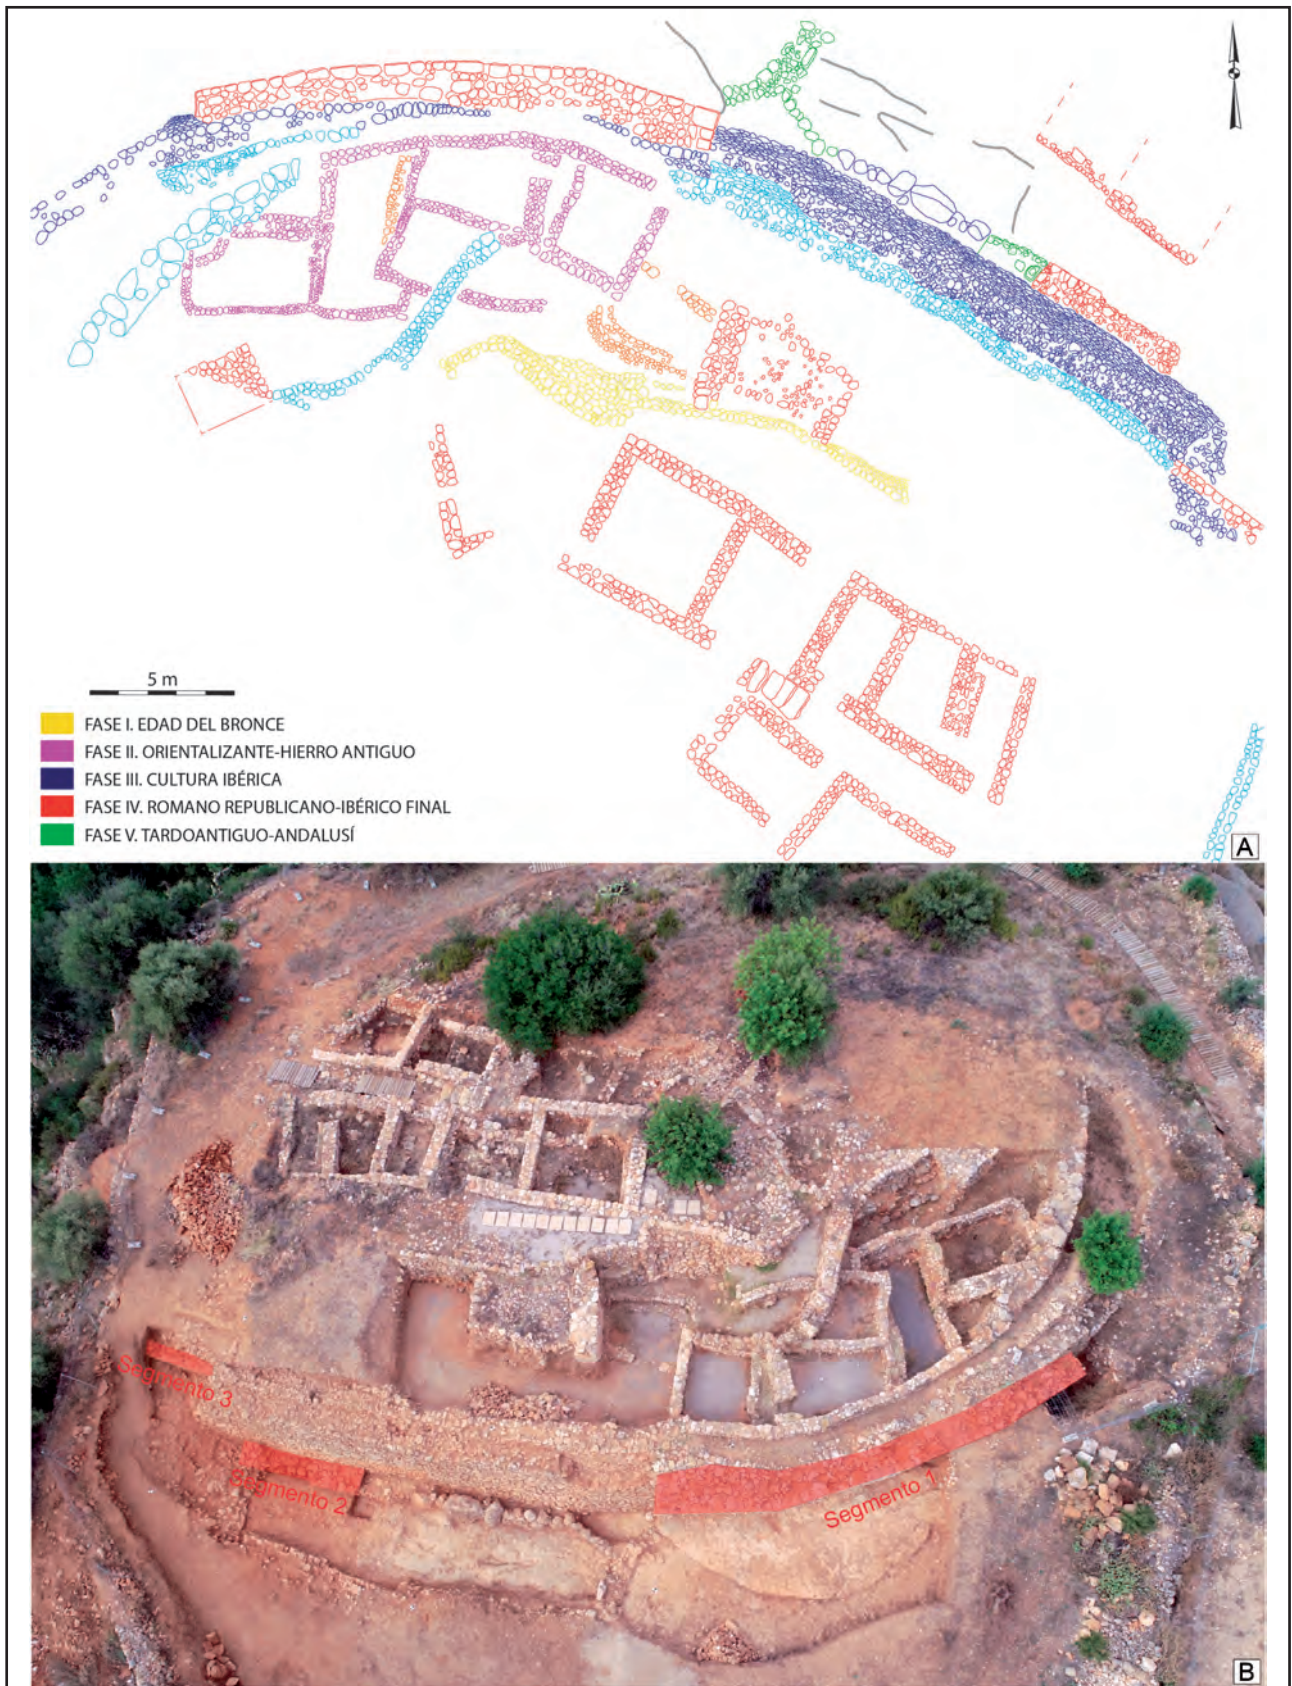 5 m
FASE I. EDAD DEL BRONCE
FASE II. ORIENTALIZANTE-HIERRO ANTIGUO
FASE III. CULTURA IBÉRICA
FASE IV. ROMANO REPUBLICANO-IBÉRICO FINAL
FASE V. TARDOANTIGUO-ANDALUSÍ
A
Segmento 3
Segmento 2
Segmento 1
B